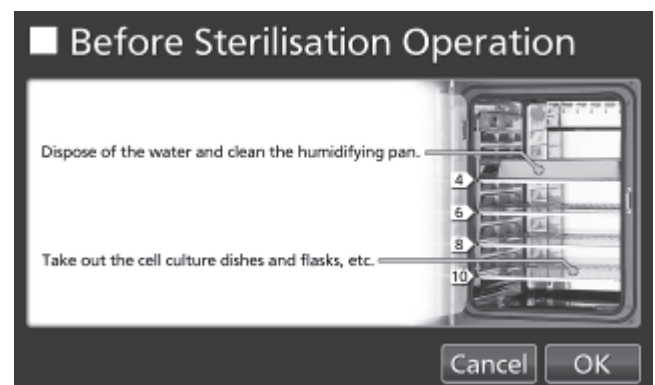 Before Sterilisation Operation
Dispose of the water and clean the humidifying pan.
4
6
8
Take out the cell culture dishes and flasks, etc.
10
Cancel
OK